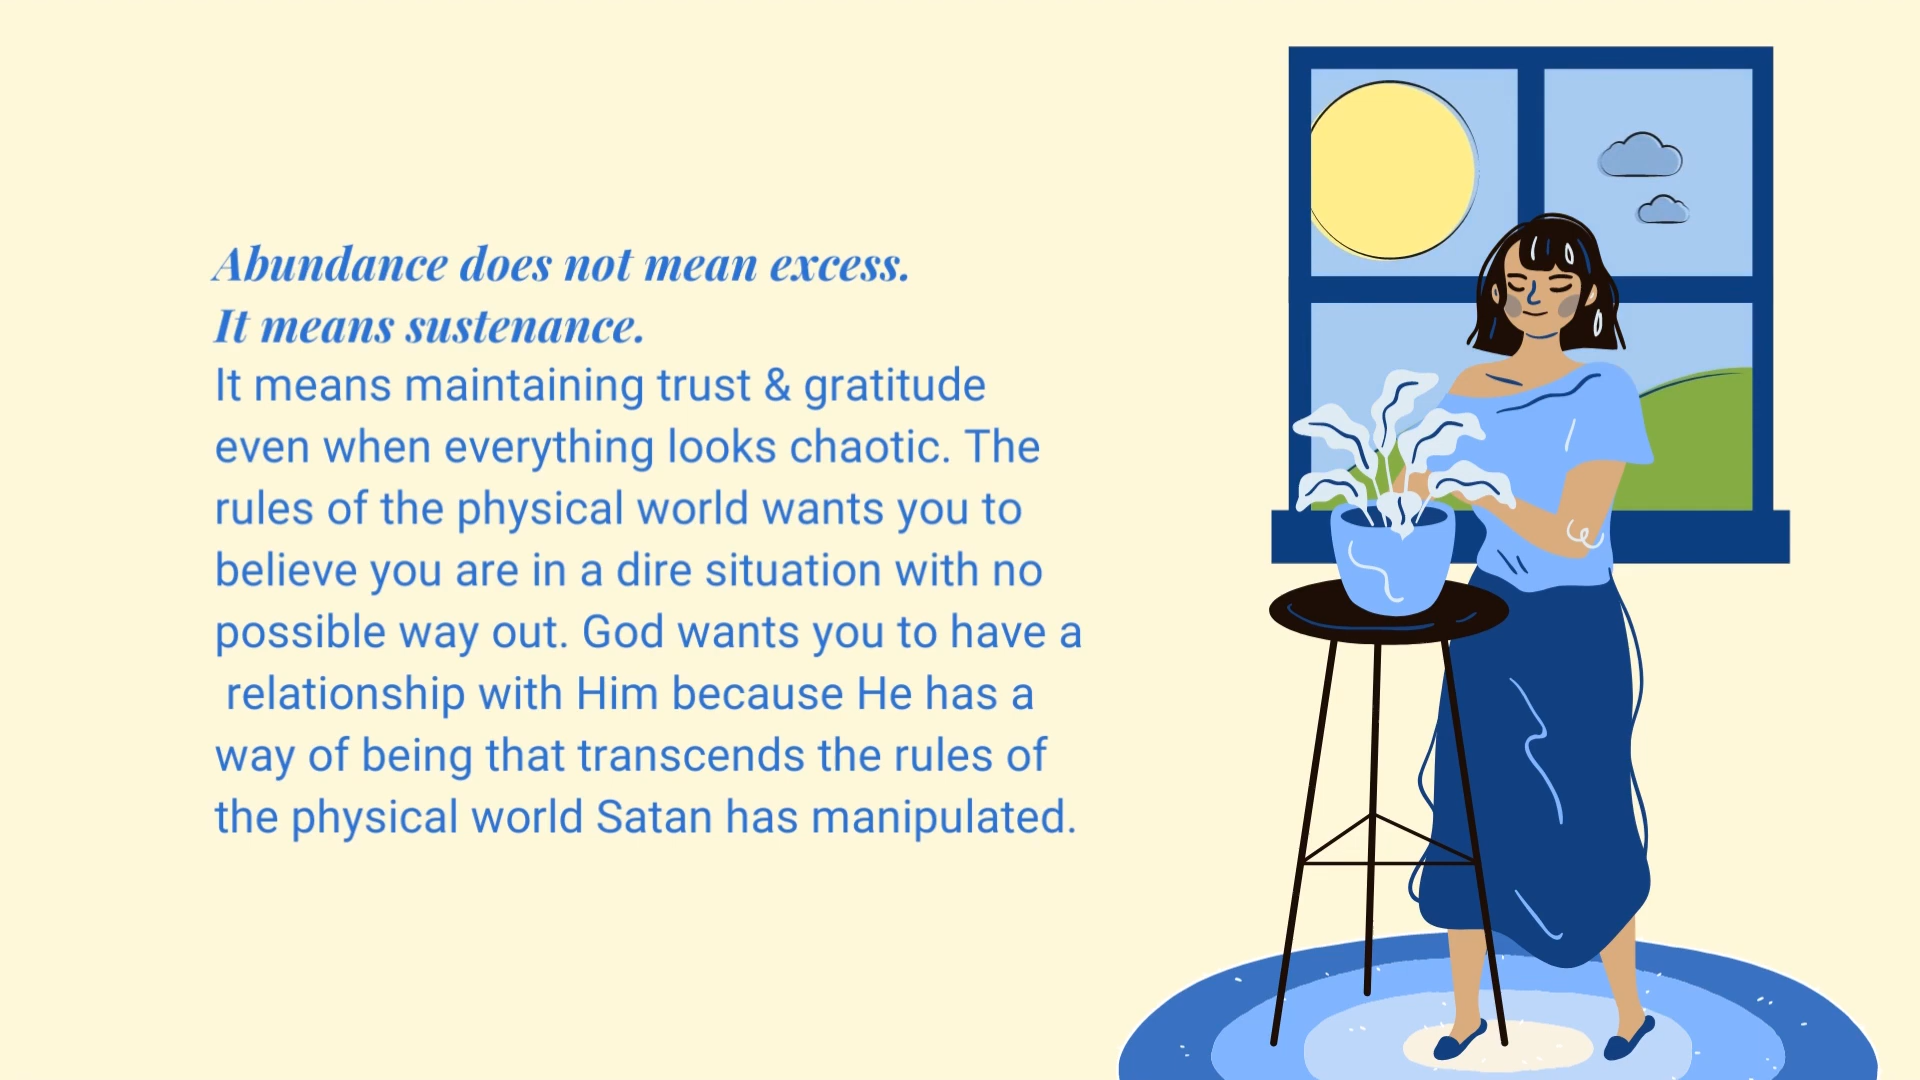 Abundance does not mean excess.
It means sustenance.
It means maintaining trust & gratitude
even when everything looks chaotic. The
rules of the physical world wants you to
believe you are in a dire situation with no
possible way out. God wants you to have a
relationship with Him because He has a
way of being that transcends the rules of
the physical world Satan has manipulated.